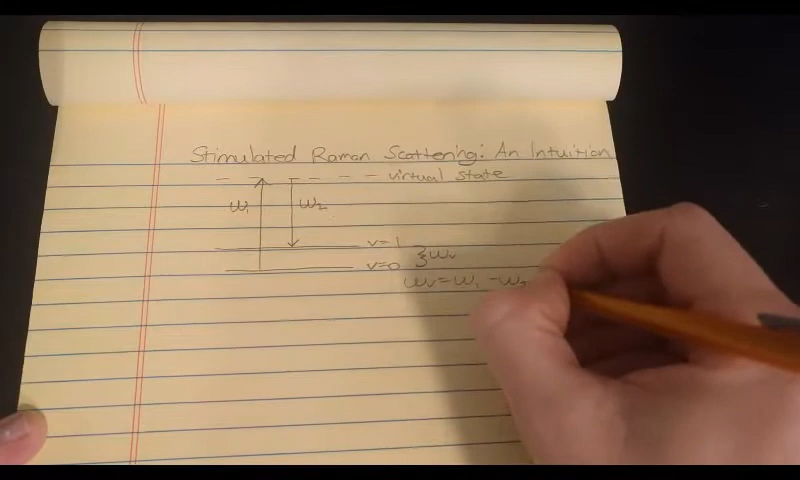 Stimulated Raman Scattering: An Intuition
virtual state
ω₁ ω₂
v=1
}ωᵥ
v=0
ωᵥ=ω₁-ω₂